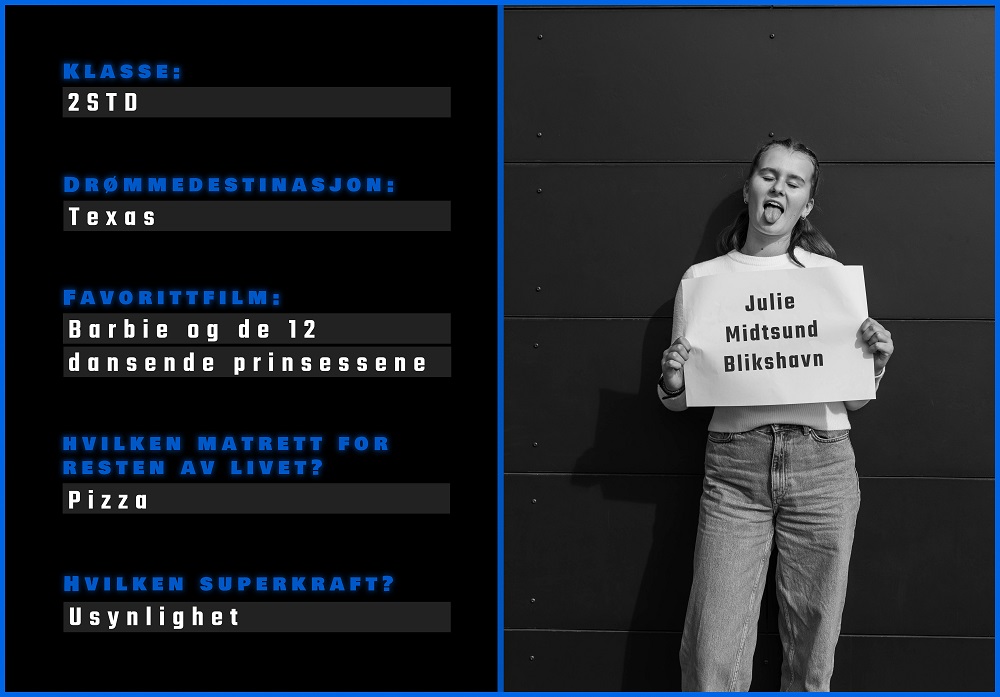 Klasse:
2STD
Drømmedestinasjon:
Texas
Favorittfilm:
Barbie og de 12
dansende prinsessene
hvilken matrett for
resten av livet?
Pizza
Hvilken superkraft?
Usynlighet
Julie
Midtsund
Blikshavn